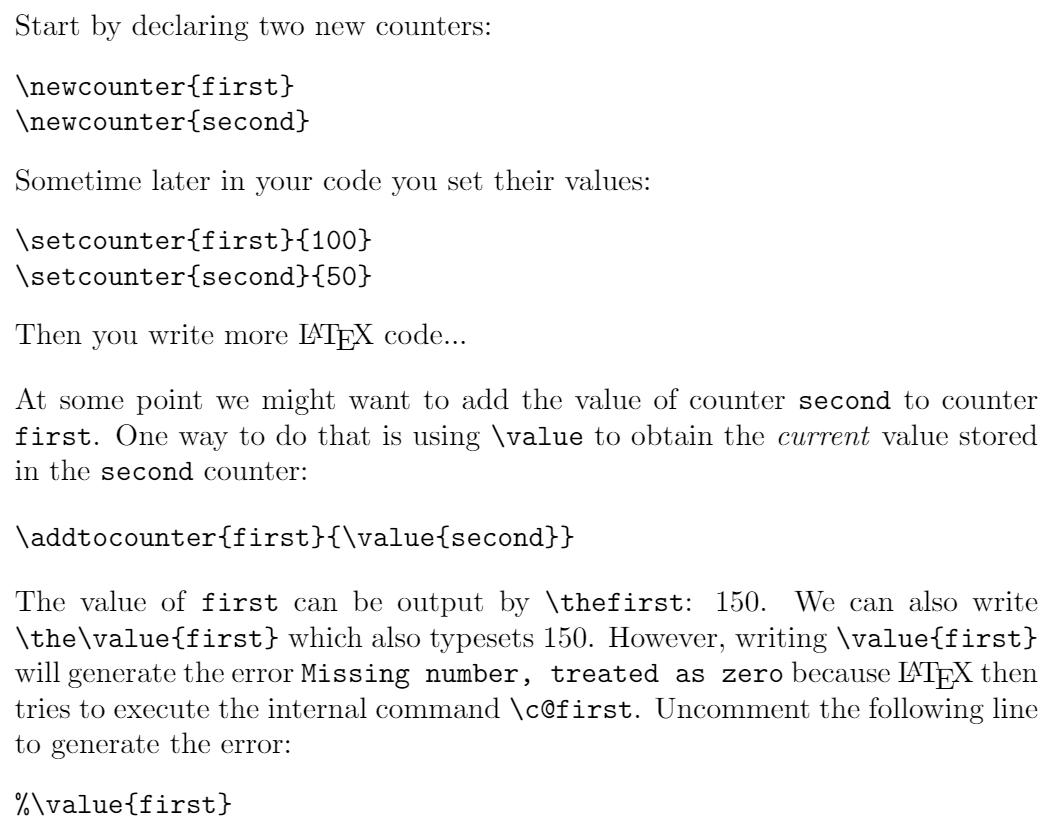 Start by declaring two new counters:
\newcounter{first}
\newcounter{second}
Sometime later in your code you set their values:
\setcounter{first}{100}
\setcounter{second}{50}
Then you write more LATEX code...
At some point we might want to add the value of counter second to counter
first. One way to do that is using \value to obtain the current value stored
in the second counter:
\addtocounter{first}{\value{second}}
The value of first can be output by \thefirst: 150. We can also write
\the\value{first} which also typesets 150. However, writing \value{first}
will generate the error Missing number, treated as zero because LATEX then
tries to execute the internal command \c@first. Uncomment the following line
to generate the error:
%\value{first}